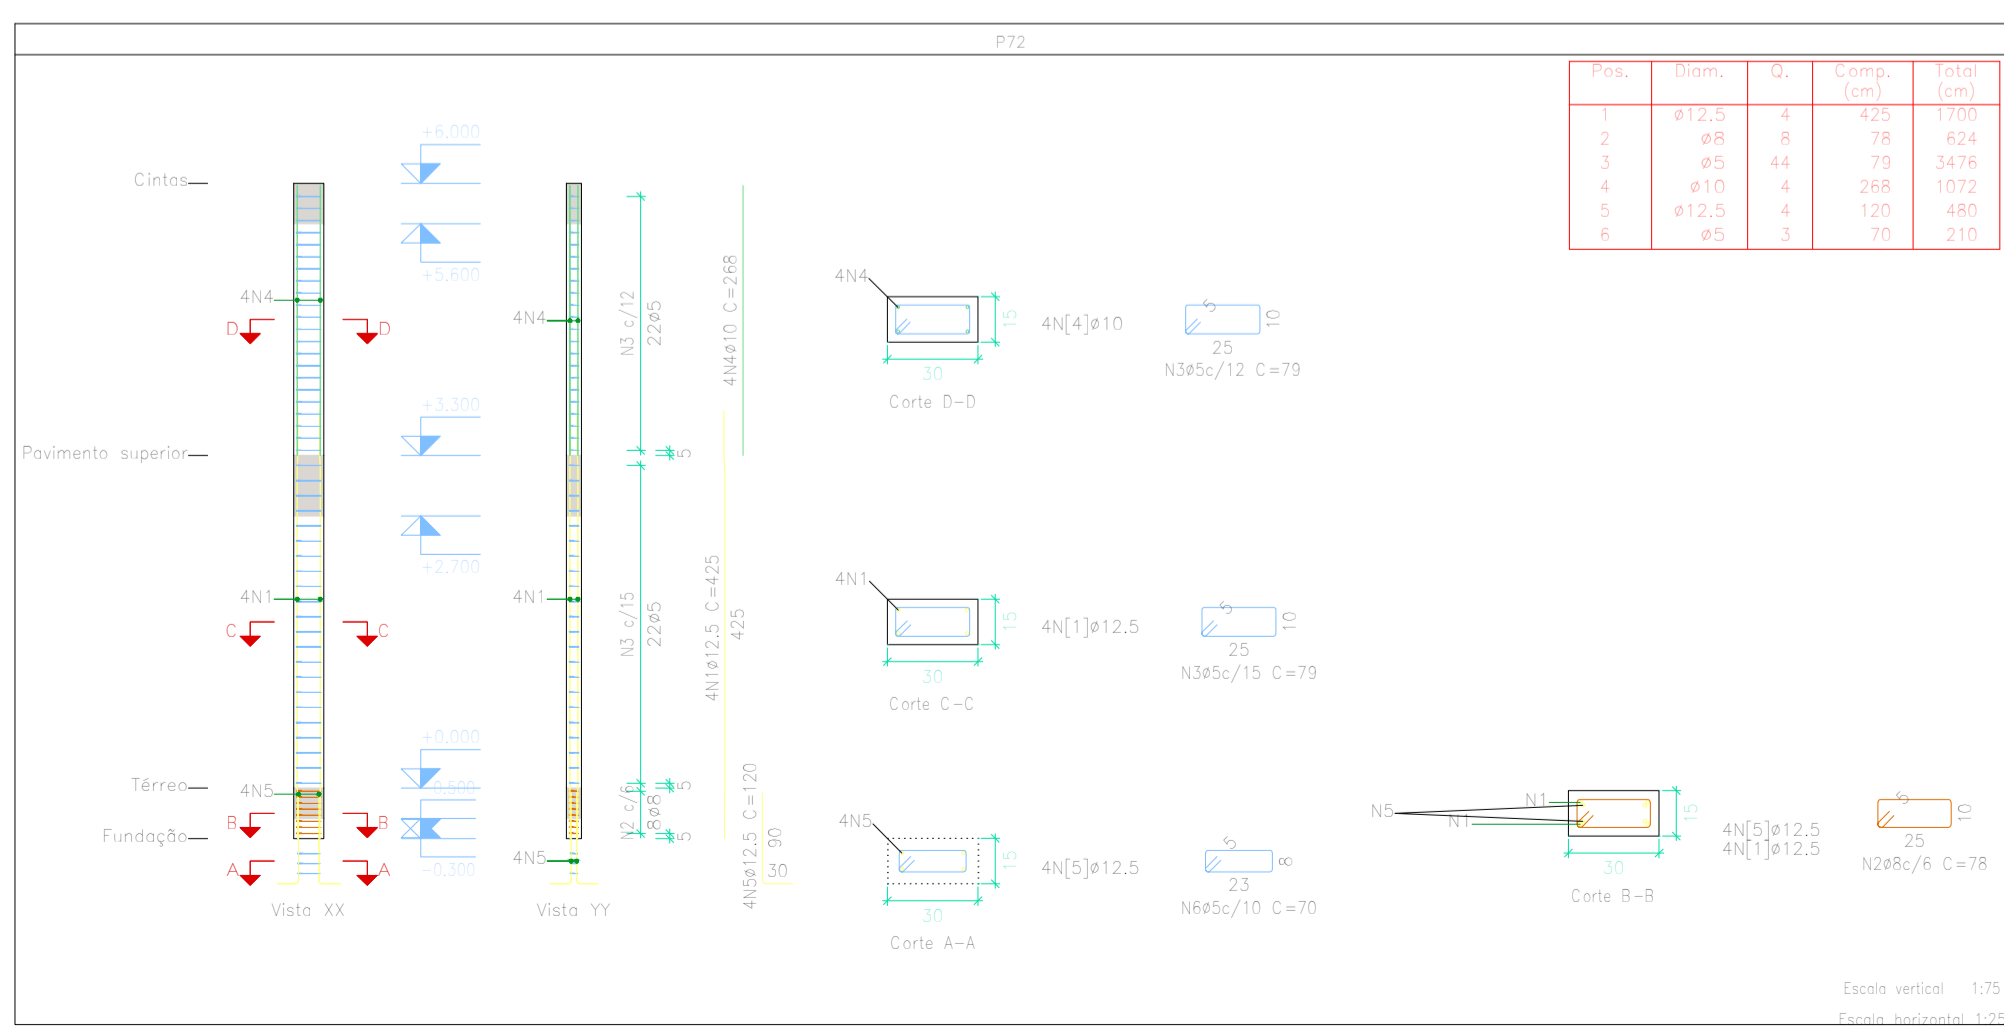 P72
Pos. Diam. Q. Comp. (cm) Total (cm)
1 ø12.5 4 425 1700
2 ø8 8 78 624
3 ø5 44 79 3476
4 ø10 4 268 1072
5 ø12.5 4 120 480
6 ø5 3 70 210
Cintas
Pavimento superior
Térreo
Fundação
4N4
D D
4N1
C C
4N5
B B
A A
Vista XX
+6.000
+5.600
+3.300
+2.700
+0.000
-0.500
-0.300
4N4
4N1
4N5
Vista YY
N3 c/12
22ø5
5
N3 c/15
22ø5
5
N2 c/6
8ø8
5
4N4ø10 C=268
4N1ø12.5 C=425
425
4N5ø12.5 C=120
90
30
4N4
15
30
4N[4]ø10
Corte D-D
5
10
25
N3ø5c/12 C=79
4N1
15
30
4N[1]ø12.5
Corte C-C
5
10
25
N3ø5c/15 C=79
4N5
15
30
4N[5]ø12.5
Corte A-A
5
8
23
N6ø5c/10 C=70
N1
N5
N1
15
30
4N[5]ø12.5
4N[1]ø12.5
Corte B-B
5
10
25
N2ø8c/6 C=78
Escala vertical 1:75
Escala horizontal 1:25